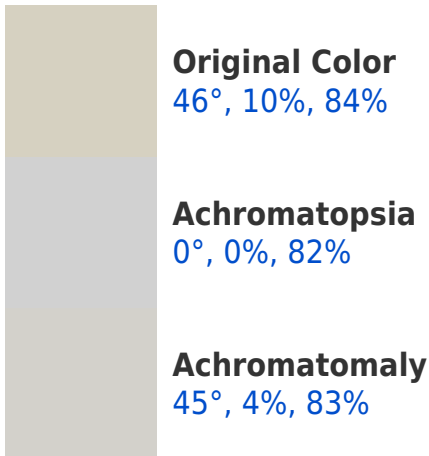 Original Color
46°, 10%, 84%
Achromatopsia
0°, 0%, 82%
Achromatomaly
45°, 4%, 83%